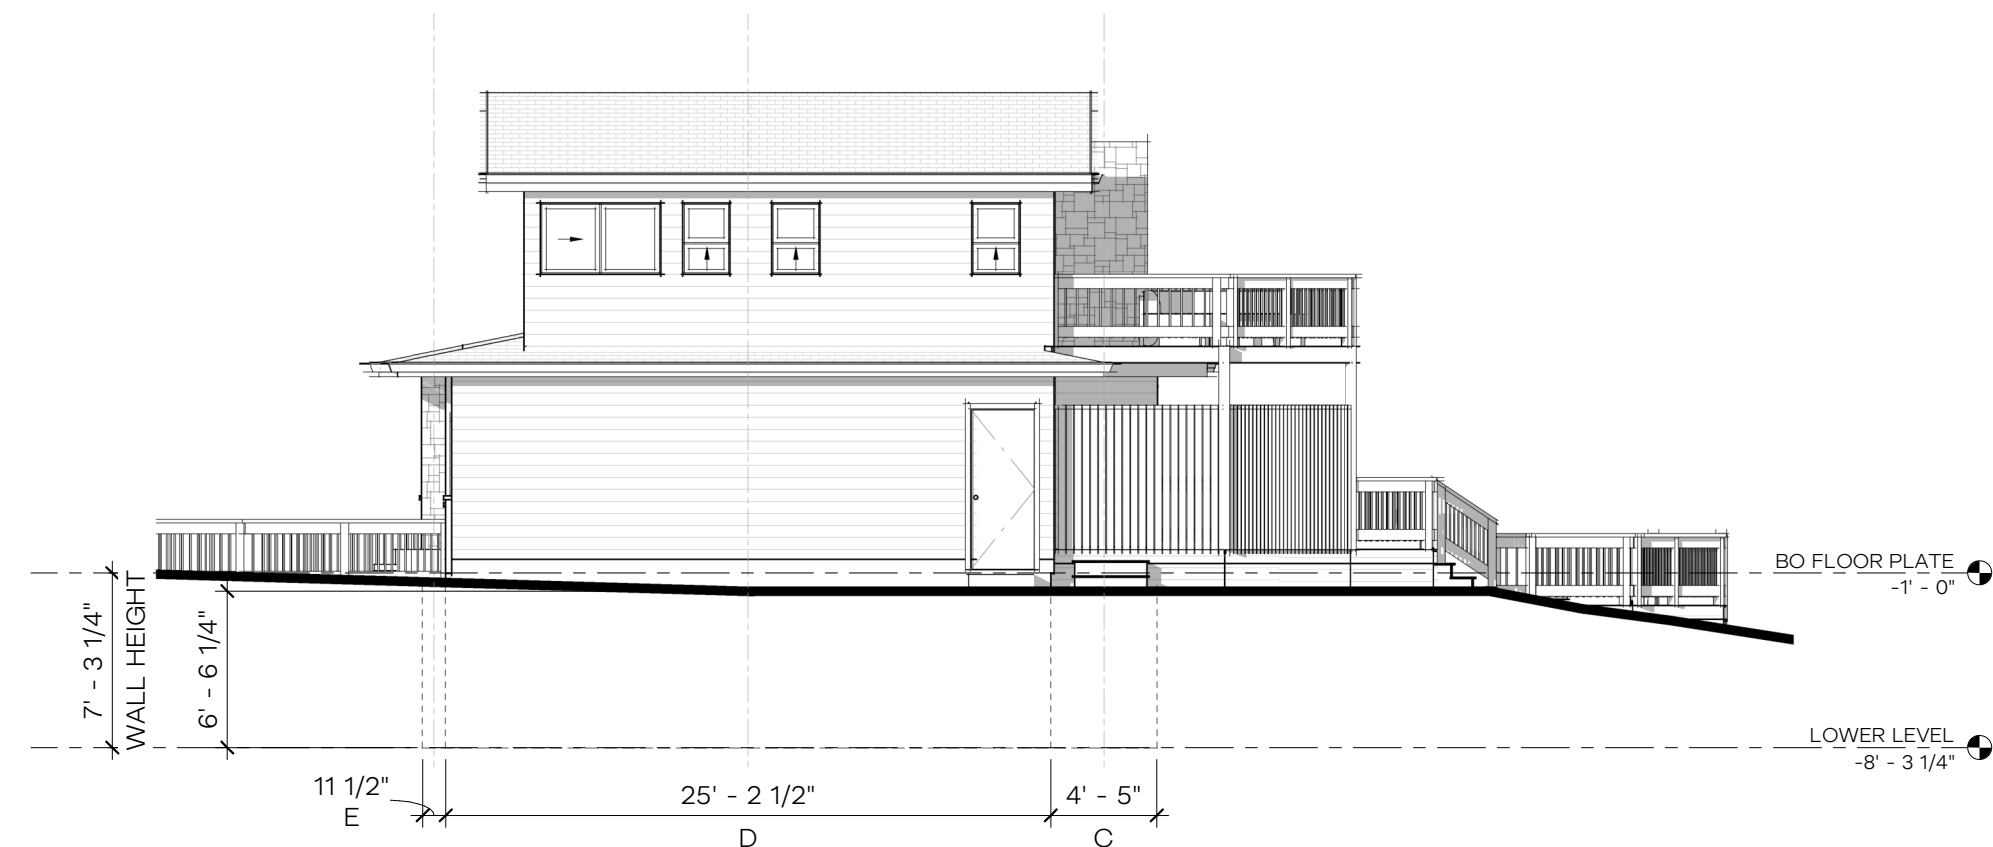 BO FLOOR PLATE
-1' - 0"
7' - 3 1/4"
WALL HEIGHT
6' - 6 1/4"
LOWER LEVEL
-8' - 3 1/4"
11 1/2"
E
25' - 2 1/2"
D
4' - 5"
C